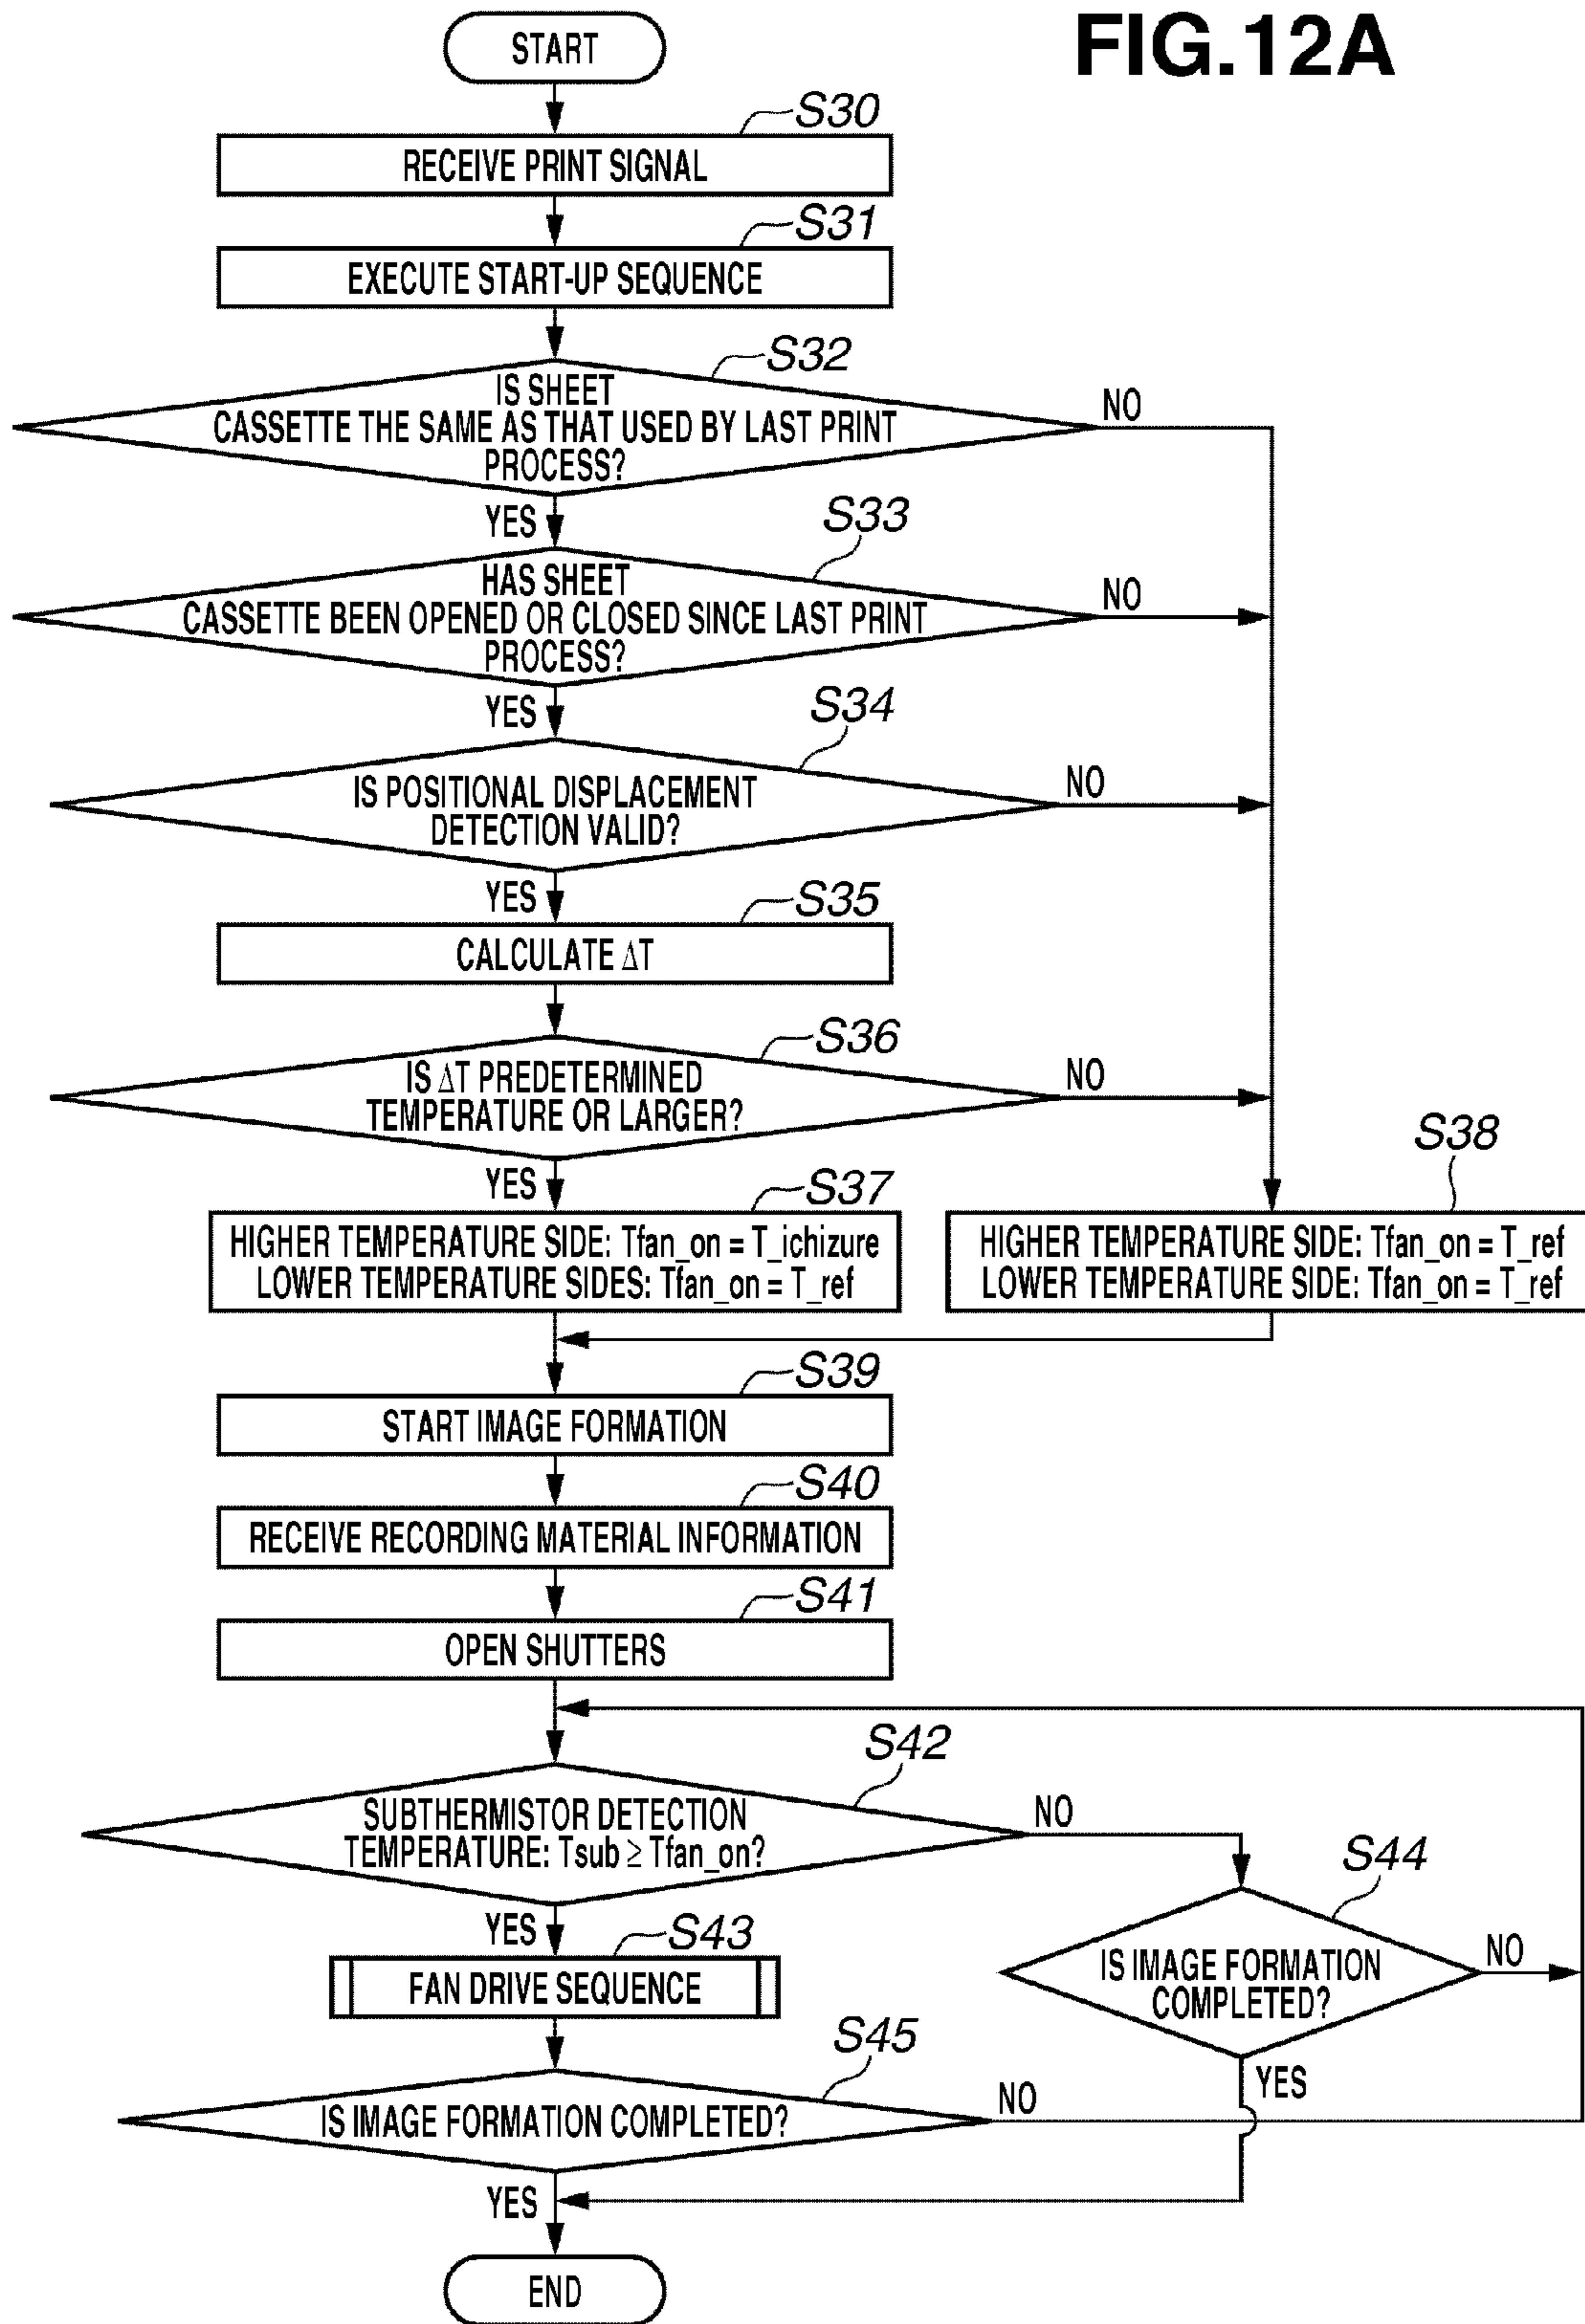 FIG.12A
START
S30
RECEIVE PRINT SIGNAL
S31
EXECUTE START-UP SEQUENCE
S32
IS SHEET
CASSETTE THE SAME AS THAT USED BY LAST PRINT
PROCESS?
NO
YES
S33
HAS SHEET
CASSETTE BEEN OPENED OR CLOSED SINCE LAST PRINT
PROCESS?
NO
YES
S34
IS POSITIONAL DISPLACEMENT
DETECTION VALID?
NO
YES
S35
CALCULATE ΔT
S36
IS ΔT PREDETERMINED
TEMPERATURE OR LARGER?
NO
YES
S37
HIGHER TEMPERATURE SIDE: Tfan_on = T_ichizure
LOWER TEMPERATURE SIDES: Tfan_on = T_ref
S38
HIGHER TEMPERATURE SIDE: Tfan_on = T_ref
LOWER TEMPERATURE SIDE: Tfan_on = T_ref
S39
START IMAGE FORMATION
S40
RECEIVE RECORDING MATERIAL INFORMATION
S41
OPEN SHUTTERS
S42
SUBTHERMISTOR DETECTION
TEMPERATURE: Tsub ≥ Tfan_on?
NO
YES
S43
FAN DRIVE SEQUENCE
S44
IS IMAGE FORMATION
COMPLETED?
NO
YES
S45
IS IMAGE FORMATION COMPLETED?
NO
YES
END